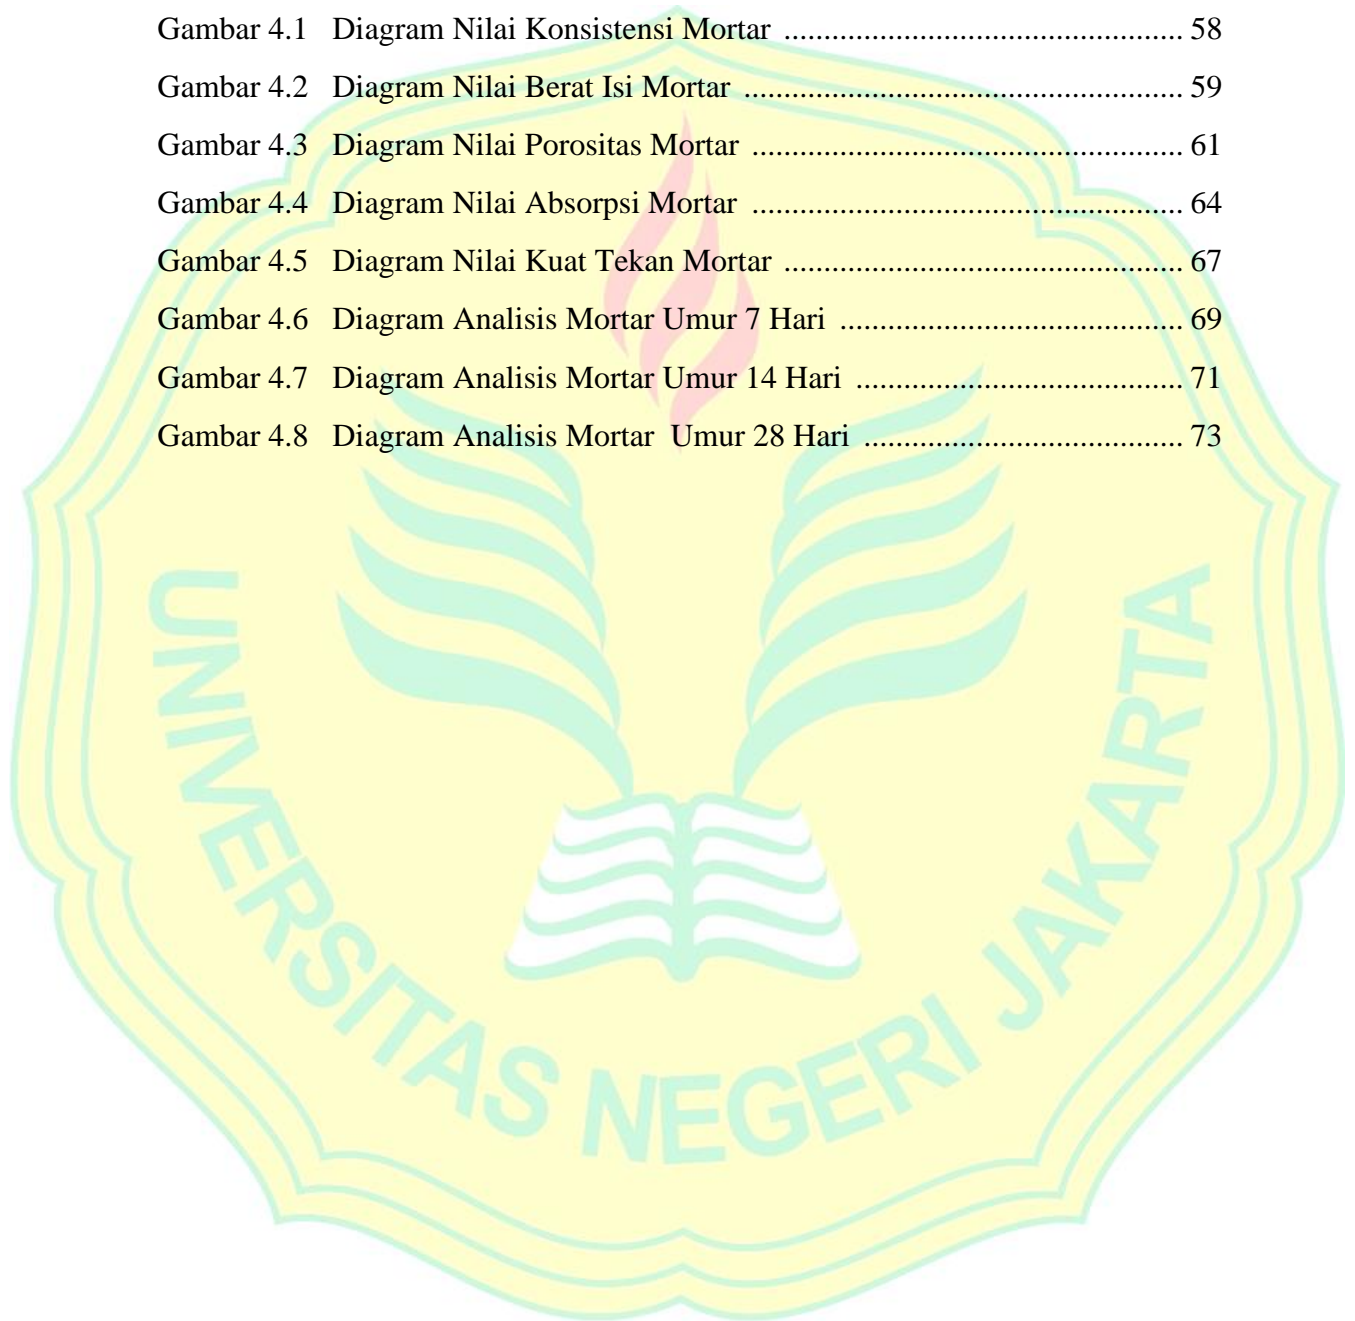 Gambar 4.1 Diagram Nilai Konsistensi Mortar .................................................. 58
Gambar 4.2 Diagram Nilai Berat Isi Mortar ....................................................... 59
Gambar 4.3 Diagram Nilai Porositas Mortar ...................................................... 61
Gambar 4.4 Diagram Nilai Absorpsi Mortar ...................................................... 64
Gambar 4.5 Diagram Nilai Kuat Tekan Mortar .................................................. 67
Gambar 4.6 Diagram Analisis Mortar Umur 7 Hari ........................................... 69
Gambar 4.7 Diagram Analisis Mortar Umur 14 Hari ......................................... 71
Gambar 4.8 Diagram Analisis Mortar Umur 28 Hari ........................................ 73
UNIVERSITAS NEGERI JAKARTA